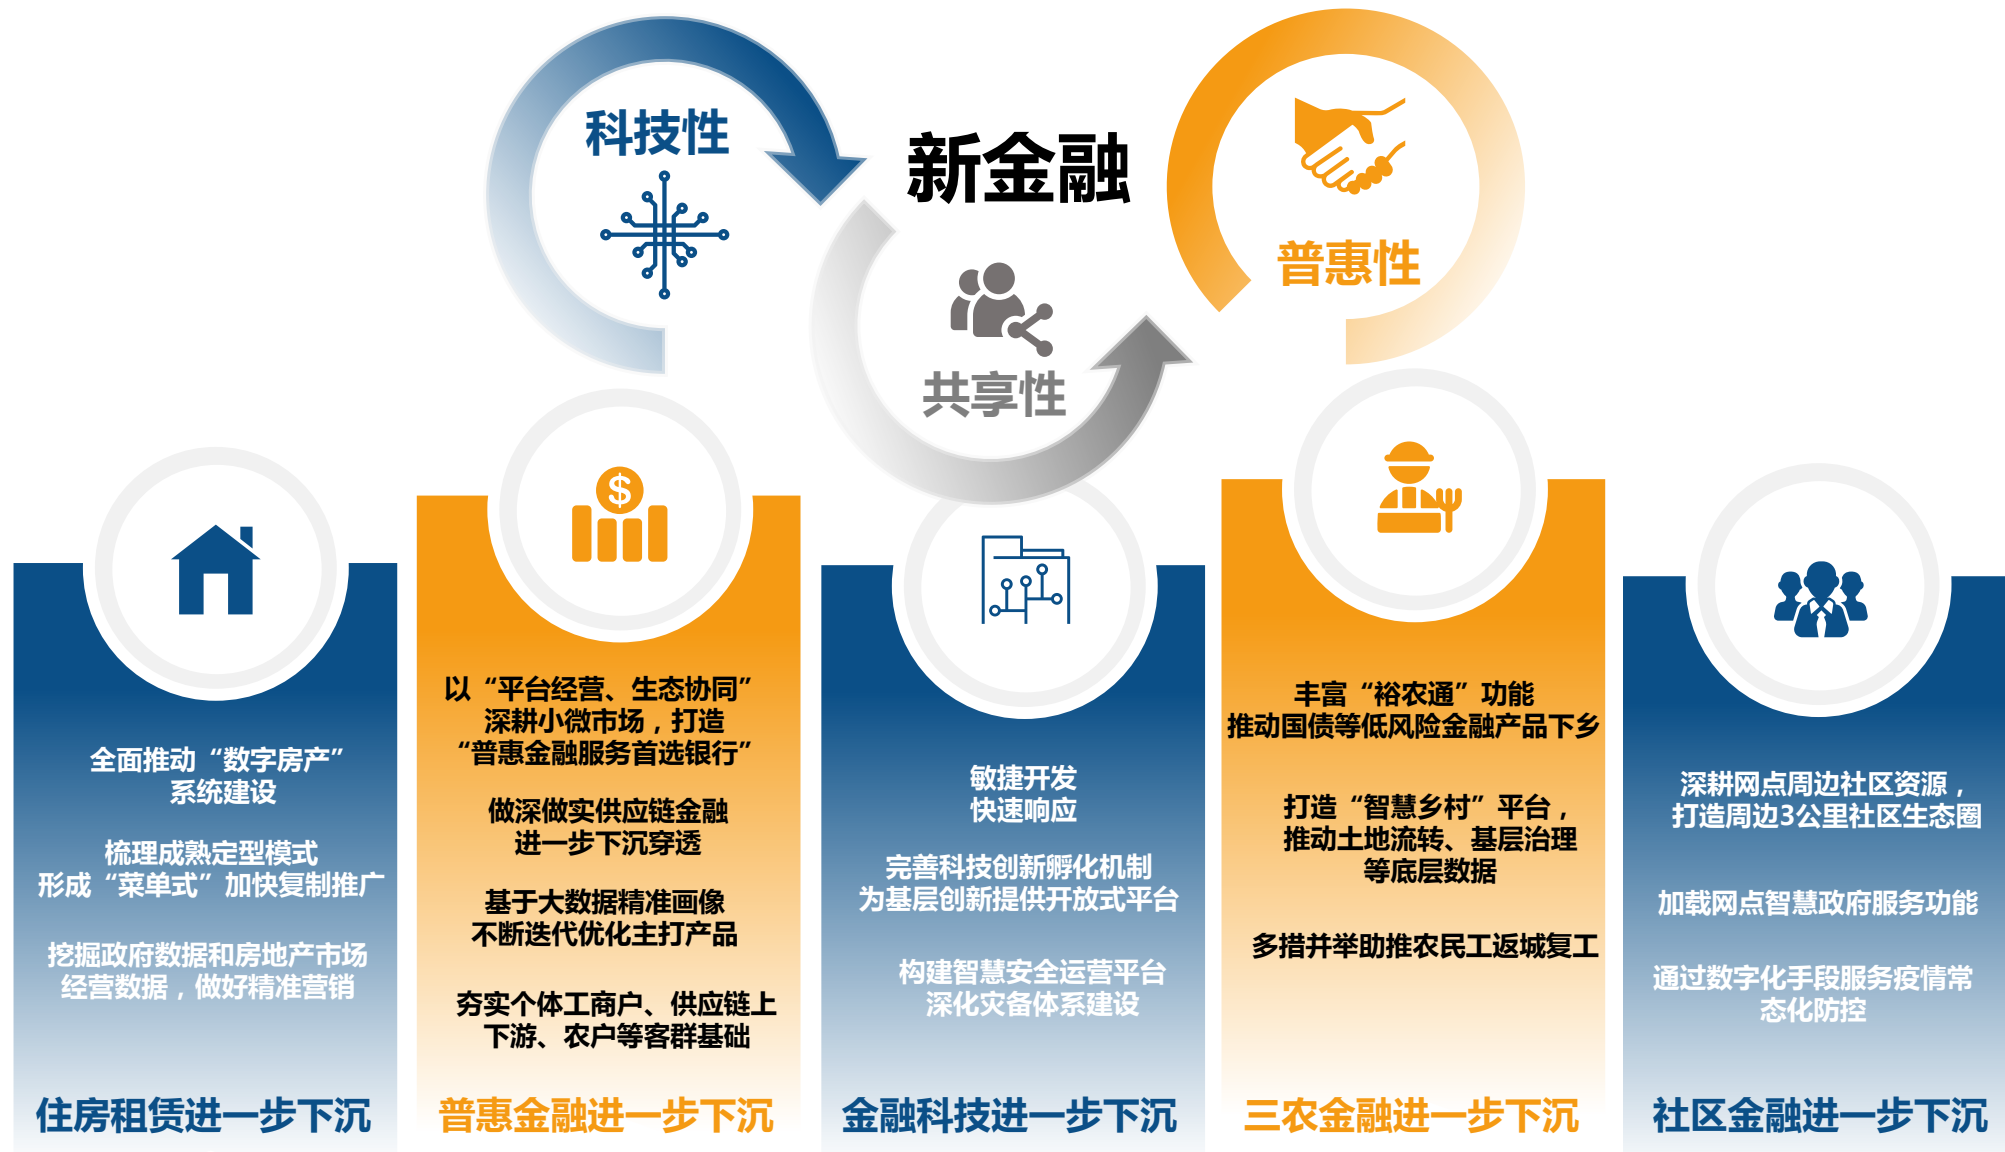 科技性
新金融
共享性
普惠性
全面推动“数字房产”
系统建设
梳理成熟定型模式
形成“菜单式”加快复制推广
挖掘政府数据和房地产市场
经营数据，做好精准营销
住房租赁进一步下沉
$
以“平台经营、生态协同”
深耕小微市场，打造
“普惠金融服务首选银行”
做深做实供应链金融
进一步下沉穿透
基于大数据精准画像
不断迭代优化主打产品
夯实个体工商户、供应链上
下游、农户等客群基础
普惠金融进一步下沉
敏捷开发
快速响应
完善科技创新孵化机制
为基层创新提供开放式平台
构建智慧安全运营平台
深化灾备体系建设
金融科技进一步下沉
丰富“裕农通”功能
推动国债等低风险金融产品下乡
打造“智慧乡村”平台，
推动土地流转、基层治理
等底层数据
多措并举助推农民工返城复工
三农金融进一步下沉
深耕网点周边社区资源，
打造周边3公里社区生态圈
加载网点智慧政府服务功能
通过数字化手段服务疫情常
态化防控
社区金融进一步下沉